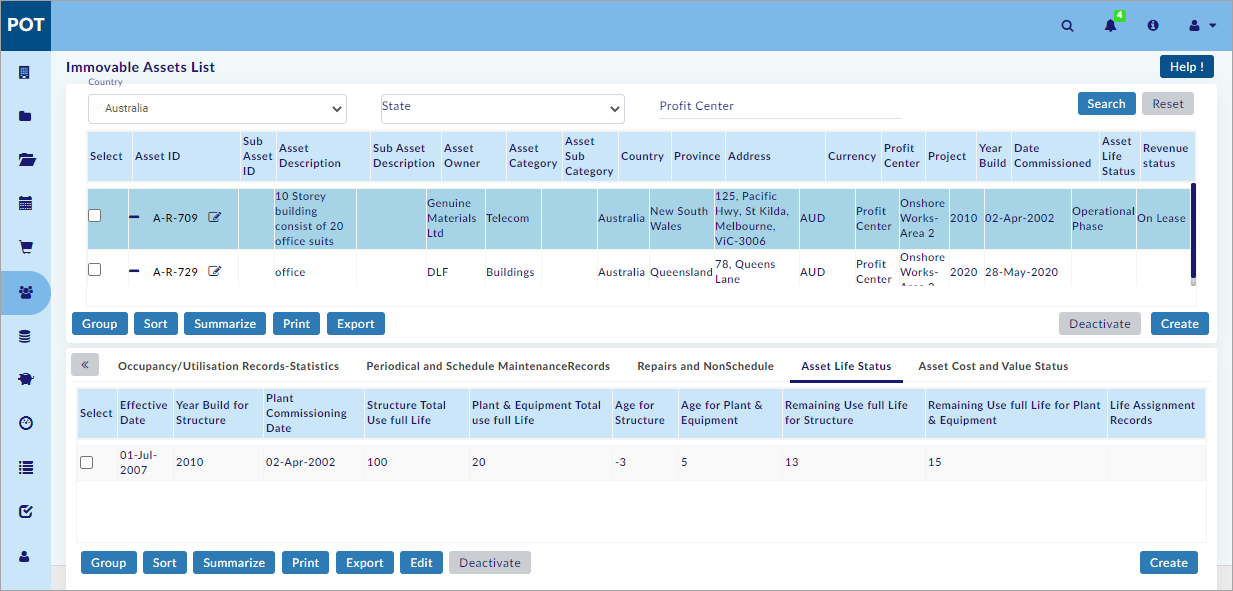 POT
4
Immovable Assets List
Help !
Country
Australia
State
Profit Center
Search
Reset
Select
Asset ID
Sub
Asset
ID
Asset
Description
Sub Asset
Description
Asset
Owner
Asset
Category
Asset
Sub
Category
Country
Province
Address
Currency
Profit
Center
Project
Year
Build
Date
Commissioned
Asset
Life
Status
Revenue
status
A-R-709
10 Storey
building
consist of 20
office suits
Genuine
Materials
Ltd
Telecom
Australia
New South
Wales
125, Pacific
Hwy, St Kilda,
Melbourne,
ViC-3006
AUD
Profit
Center
Onshore
Works-
Area 2
2010
02-Apr-2002
Operational
Phase
On Lease
A-R-729
office
DLF
Buildings
Australia
Queensland
78, Queens
Lane
AUD
Profit
Center
Onshore
Works-
Area 2
2020
28-May-2020
Group
Sort
Summarize
Print
Export
Deactivate
Create
«
Occupancy/Utilisation Records-Statistics
Periodical and Schedule MaintenanceRecords
Repairs and NonSchedule
Asset Life Status
Asset Cost and Value Status
Select
Effective
Date
Year Build for
Structure
Plant
Commissioning
Date
Structure Total
Use full Life
Plant & Equipment Total
use full Life
Age for
Structure
Age for Plant &
Equipment
Remaining Use full Life
for Structure
Remaining Use full Life for Plant
& Equipment
Life Assignment
Records
01-Jul-
2007
2010
02-Apr-2002
100
20
-3
5
13
15
Group
Sort
Summarize
Print
Export
Edit
Deactivate
Create